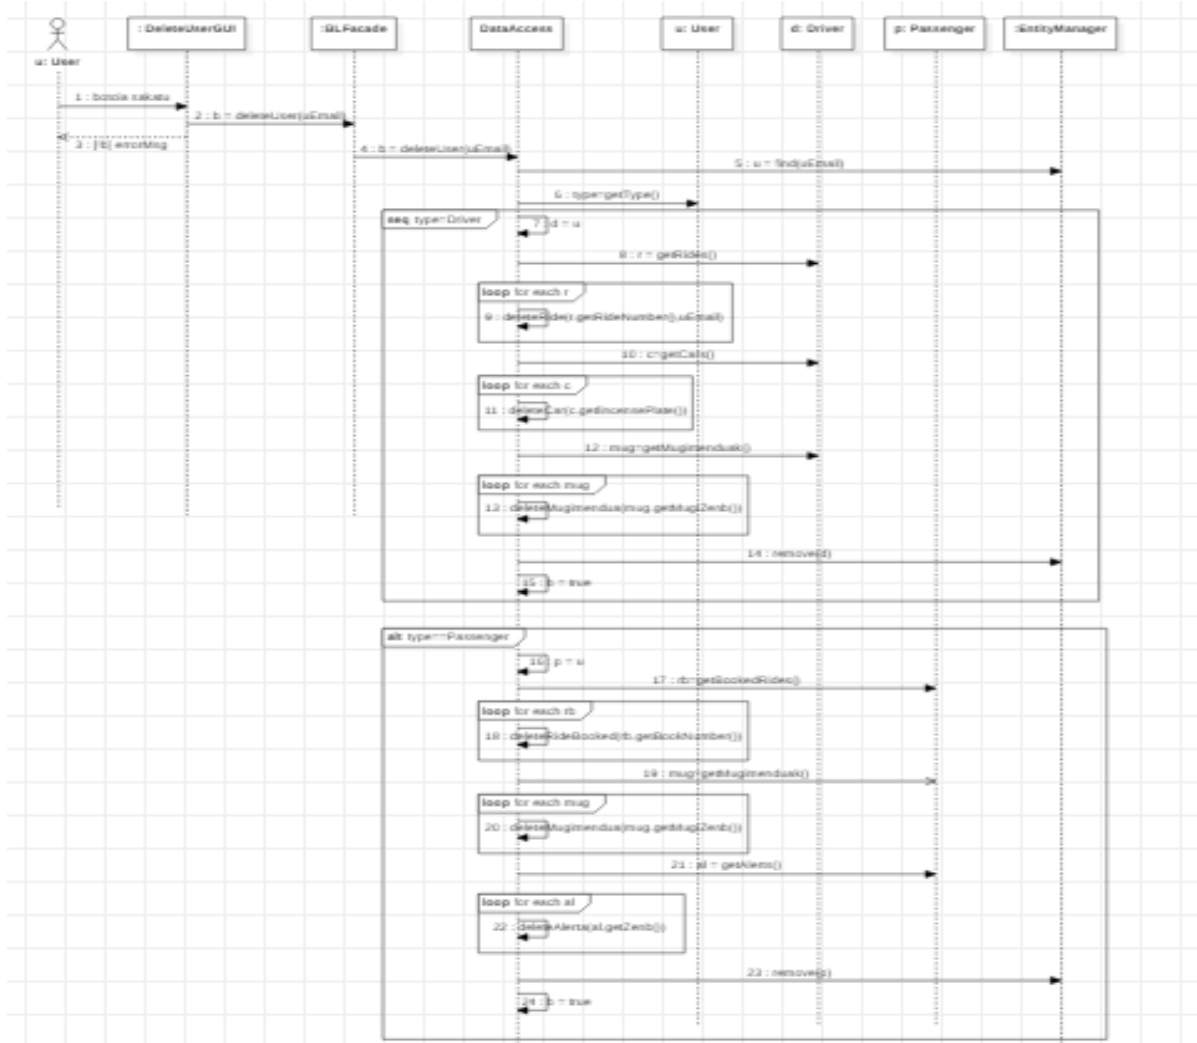 : DeleteUserGUI
:BLFacade
DataAccess
u: User
d: Driver
p: Passenger
:EntityManager
u: User
1 : botoia sakatu
2 : b = deleteUser(uEmail)
3 : [!b] errorMsg
4 : b = deleteUser(uEmail)
5 : u = find(uEmail)
6 : type=getType()
seq type=Driver
7 : d = u
8 : r = getRides()
loop for each r
9 : deleteRide(r.getRideNumber(),uEmail)
10 : c=getCars()
loop for each c
11 : deleteCar(c.getLincensePlate())
12 : mug=getMugimenduak()
loop for each mug
13 : deleteMugimendua(mug.getMugiZenb())
14 : remove(d)
15 : b = true
alt type==Passenger
16 : p = u
17 : rb=getBookedRides()
loop for each rb
18 : deleteRideBooked(rb.getBookNumber())
19 : mug=getMugimenduak()
loop for each mug
20 : deleteMugimendua(mug.getMugiZenb())
21 : al = getAlerts()
loop for each al
22 : deleteAlerta(al.getZenb())
23 : remove(p)
24 : b = true